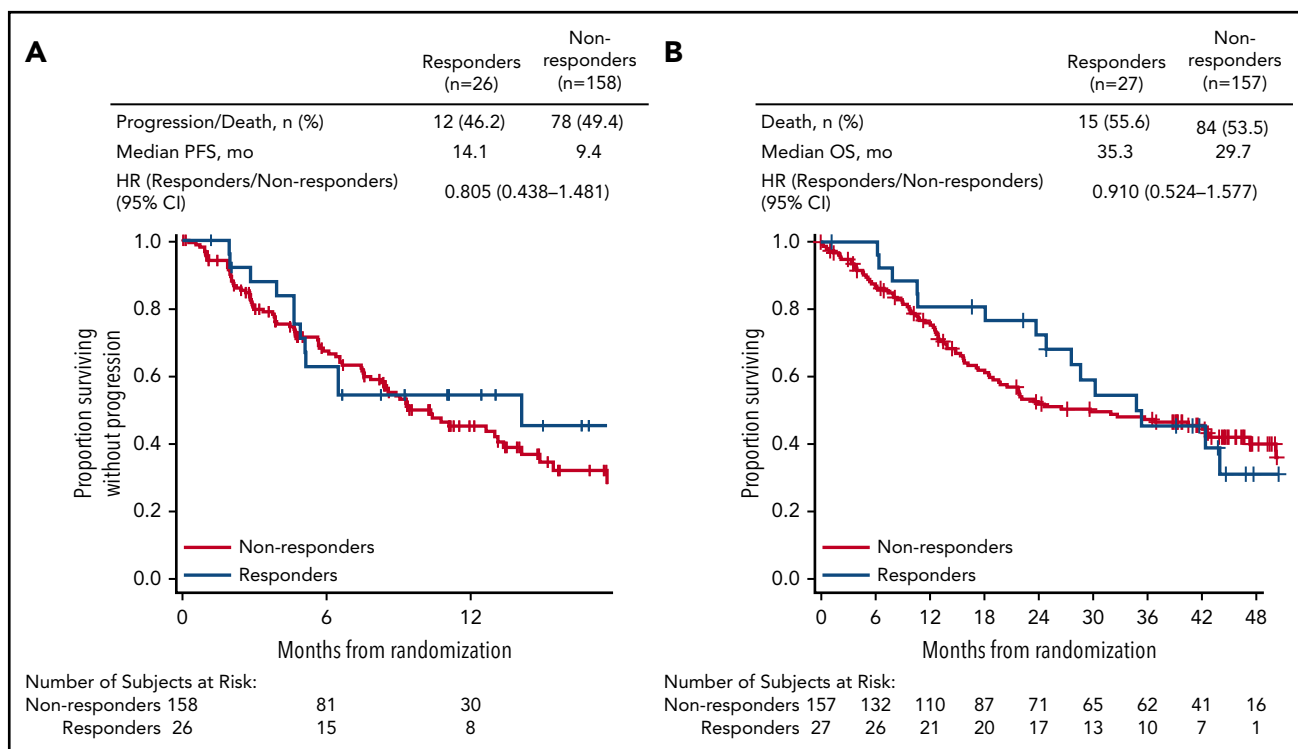 A
Responders
(n=26)
Non-
responders
(n=158)
Progression/Death, n (%) 12 (46.2) 78 (49.4)
Median PFS, mo 14.1 9.4
HR (Responders/Non-responders)
(95% CI) 0.805 (0.438–1.481)
Proportion surviving
without progression
1.0
0.8
0.6
0.4
0.2
0.0
Non-responders
Responders
0 6 12
Months from randomization
Number of Subjects at Risk:
Non-responders 158 81 30
Responders 26 15 8
B
Responders
(n=27)
Non-
responders
(n=157)
Death, n (%) 15 (55.6) 84 (53.5)
Median OS, mo 35.3 29.7
HR (Responders/Non-responders)
(95% CI) 0.910 (0.524–1.577)
Proportion surviving
1.0
0.8
0.6
0.4
0.2
0.0
Non-responders
Responders
0 6 12 18 24 30 36 42 48
Months from randomization
Number of Subjects at Risk:
Non-responders 157 132 110 87 71 65 62 41 16
Responders 27 26 21 20 17 13 10 7 1